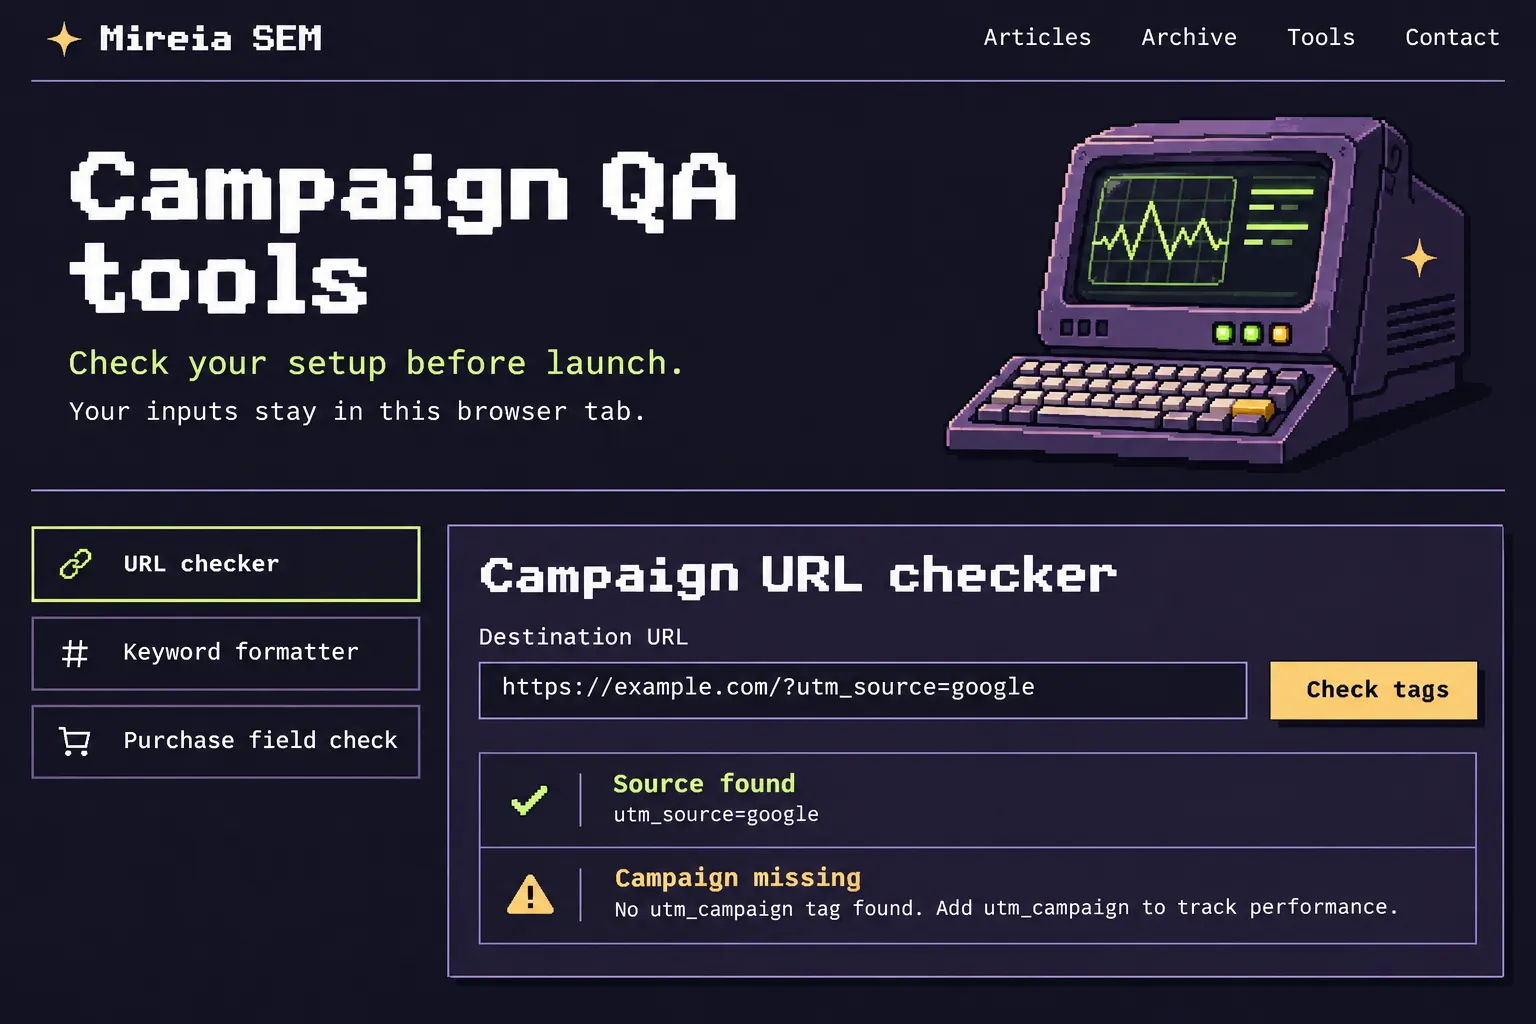 Mireia SEM
Articles
Archive
Tools
Contact
Campaign QA
tools
Check your setup before launch.
Your inputs stay in this browser tab.
URL checker
Keyword formatter
Purchase field check
Campaign URL checker
Destination URL
https://example.com/?utm_source=google
Check tags
Source found
utm_source=google
Campaign missing
No utm_campaign tag found. Add utm_campaign to track performance.